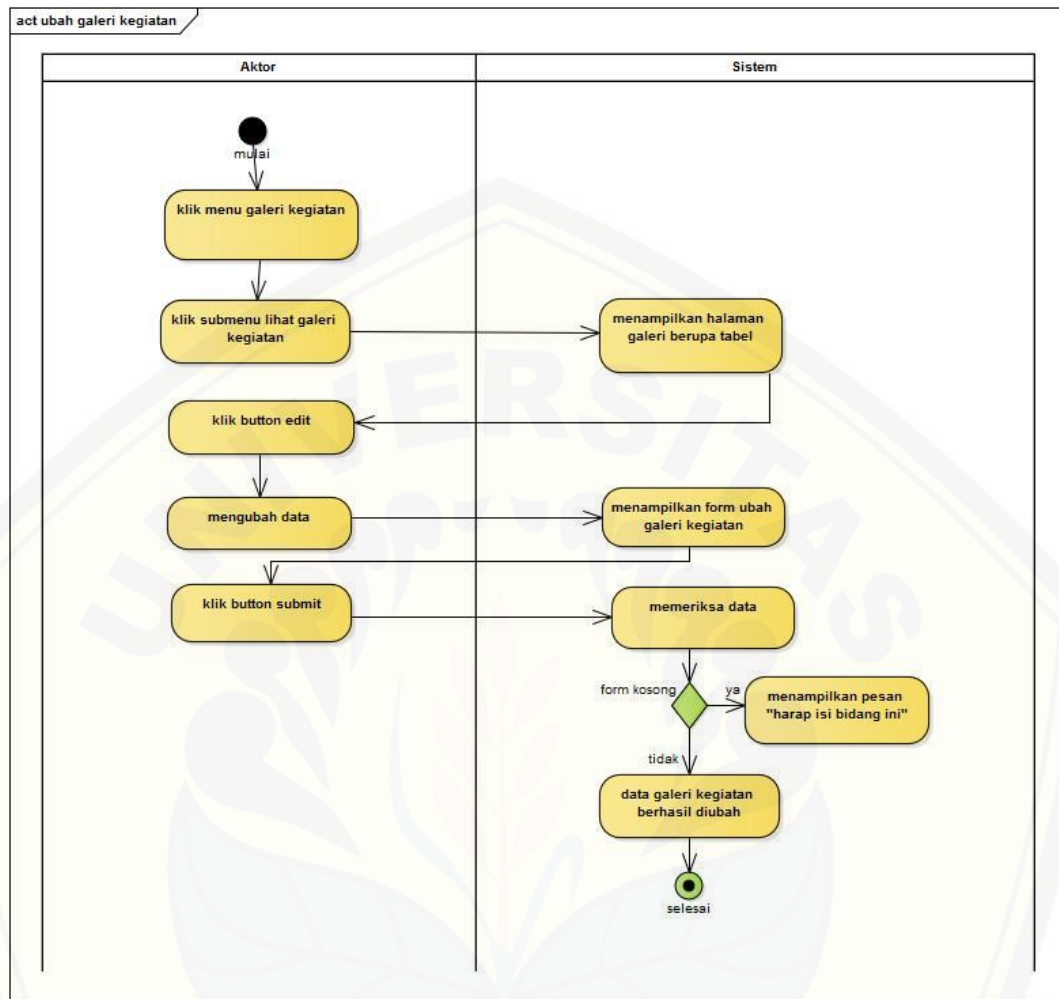 act ubah galeri kegiatan
Aktor
Sistem
mulai
klik menu galeri kegiatan
klik submenu lihat galeri
kegiatan
menampilkan halaman
galeri berupa tabel
klik button edit
mengubah data
menampilkan form ubah
galeri kegiatan
klik button submit
memeriksa data
form kosong
ya
menampilkan pesan
"harap isi bidang ini"
tidak
data galeri kegiatan
berhasil diubah
selesai
UNIVERSITAS